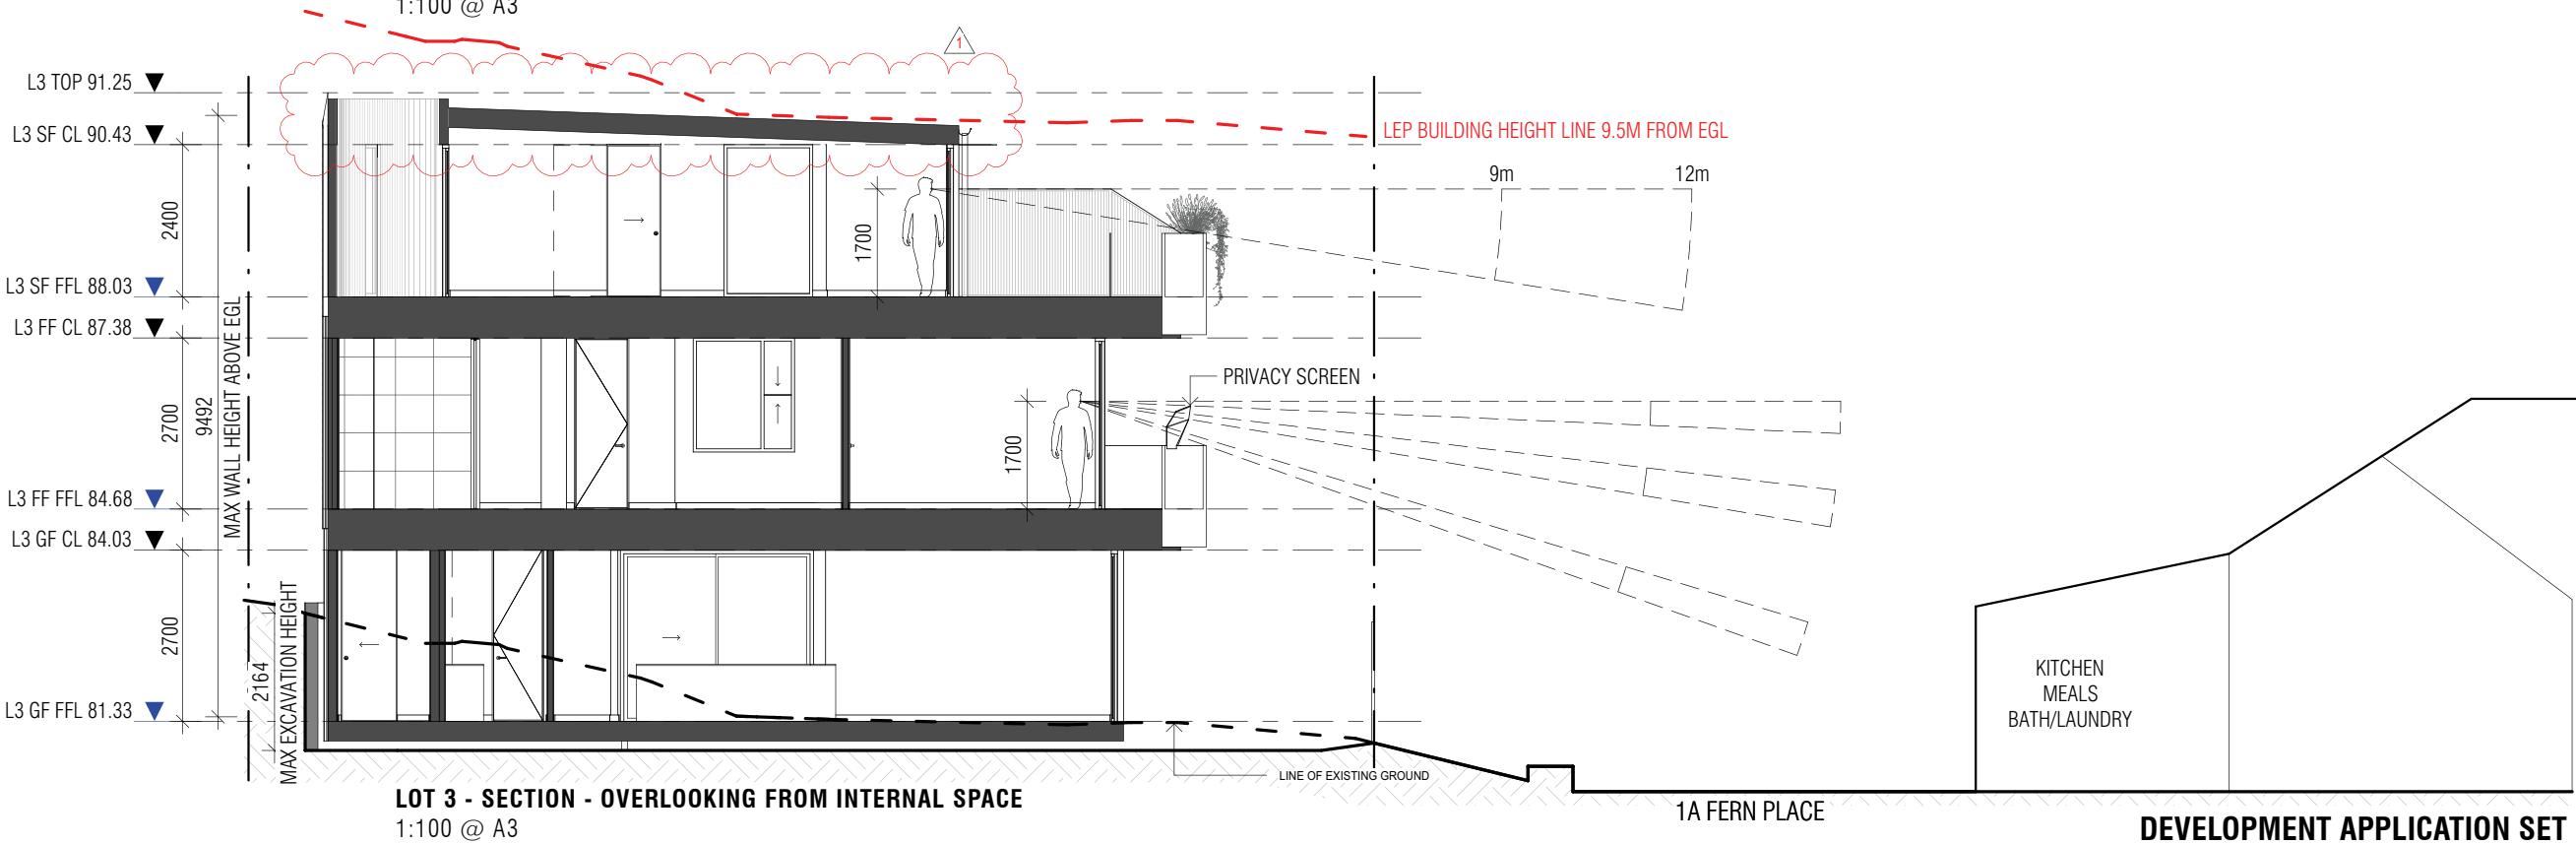 1:100 @ A3
1
L3 TOP 91.25
L3 SF CL 90.43
LEP BUILDING HEIGHT LINE 9.5M FROM EGL
9m
12m
2400
1700
L3 SF FFL 88.03
L3 FF CL 87.38
PRIVACY SCREEN
2700
9492
MAX WALL HEIGHT ABOVE EGL
1700
L3 FF FFL 84.68
L3 GF CL 84.03
2700
2164
MAX EXCAVATION HEIGHT
KITCHEN
MEALS
BATH/LAUNDRY
L3 GF FFL 81.33
LINE OF EXISTING GROUND
LOT 3 - SECTION - OVERLOOKING FROM INTERNAL SPACE
1:100 @ A3
1A FERN PLACE
DEVELOPMENT APPLICATION SET